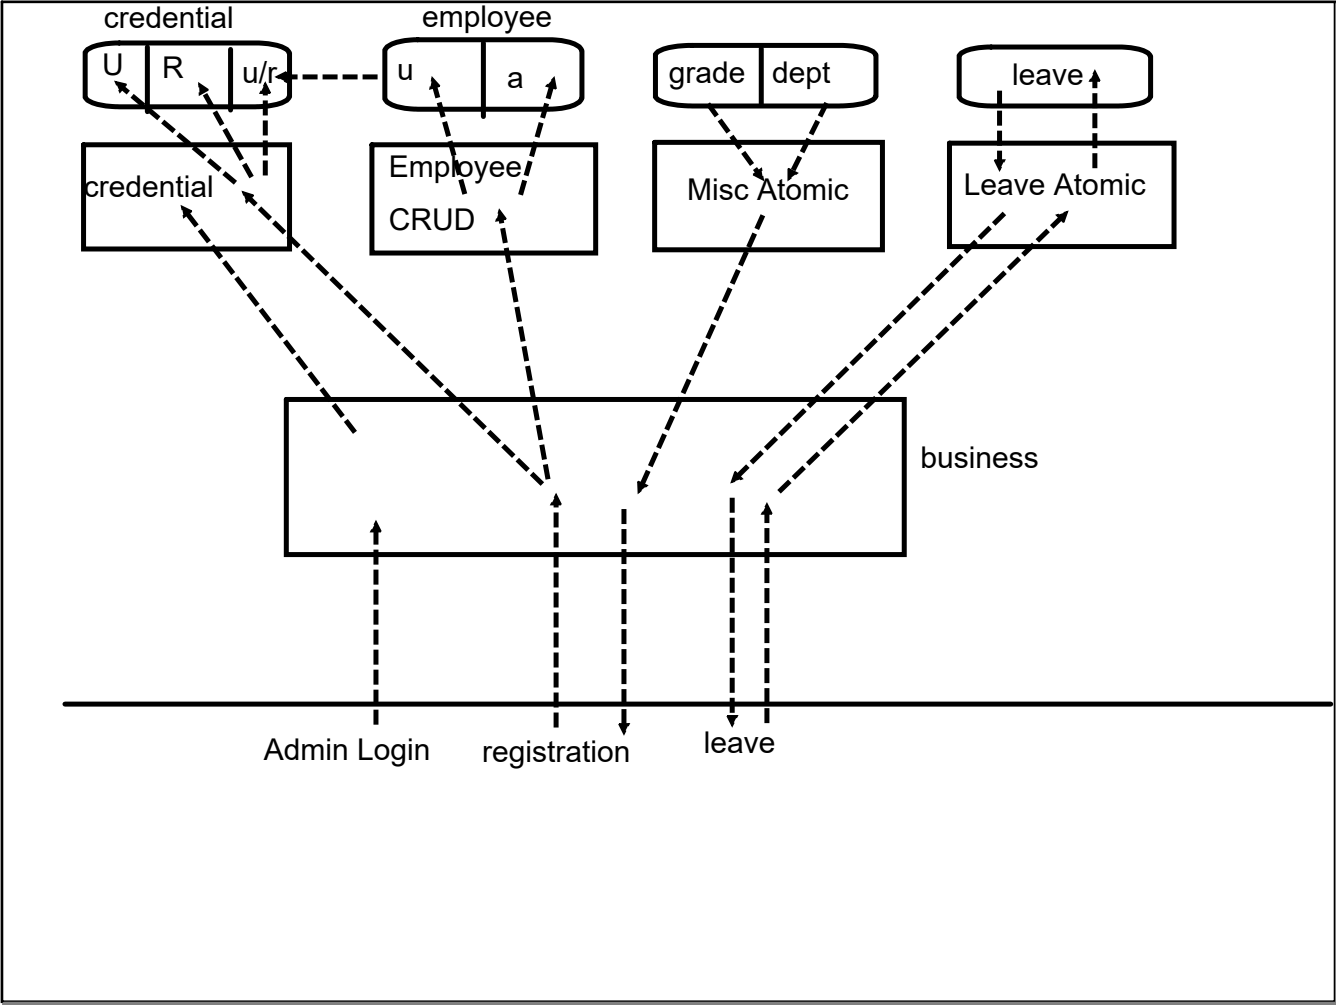 credential
employee
U
R
u/r
u
a
grade
dept
leave
credential
Employee
CRUD
Misc Atomic
Leave Atomic
business
Admin Login
registration
leave